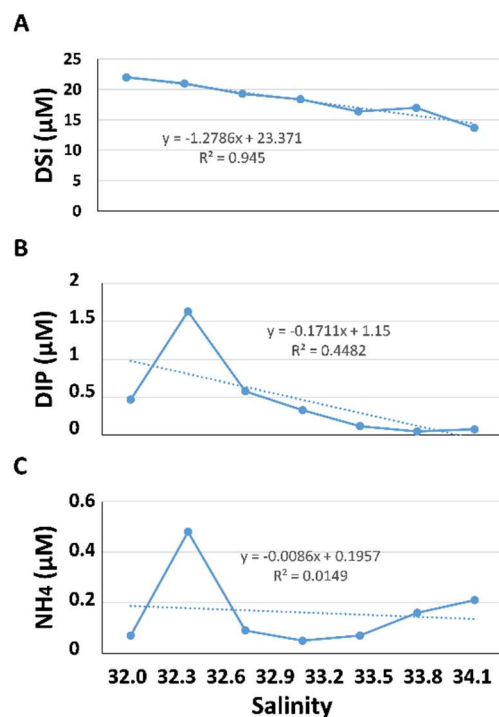 A
25
20
15
10
5
0
DSi (μM)
y = -1.2786x + 23.371
R² = 0.945
B
2
1.5
1
0.5
0
DIP (μM)
y = -0.1711x + 1.15
R² = 0.4482
C
0.6
0.4
0.2
0
NH4 (μM)
y = -0.0086x + 0.1957
R² = 0.0149
32.0 32.3 32.6 32.9 33.2 33.5 33.8 34.1
Salinity